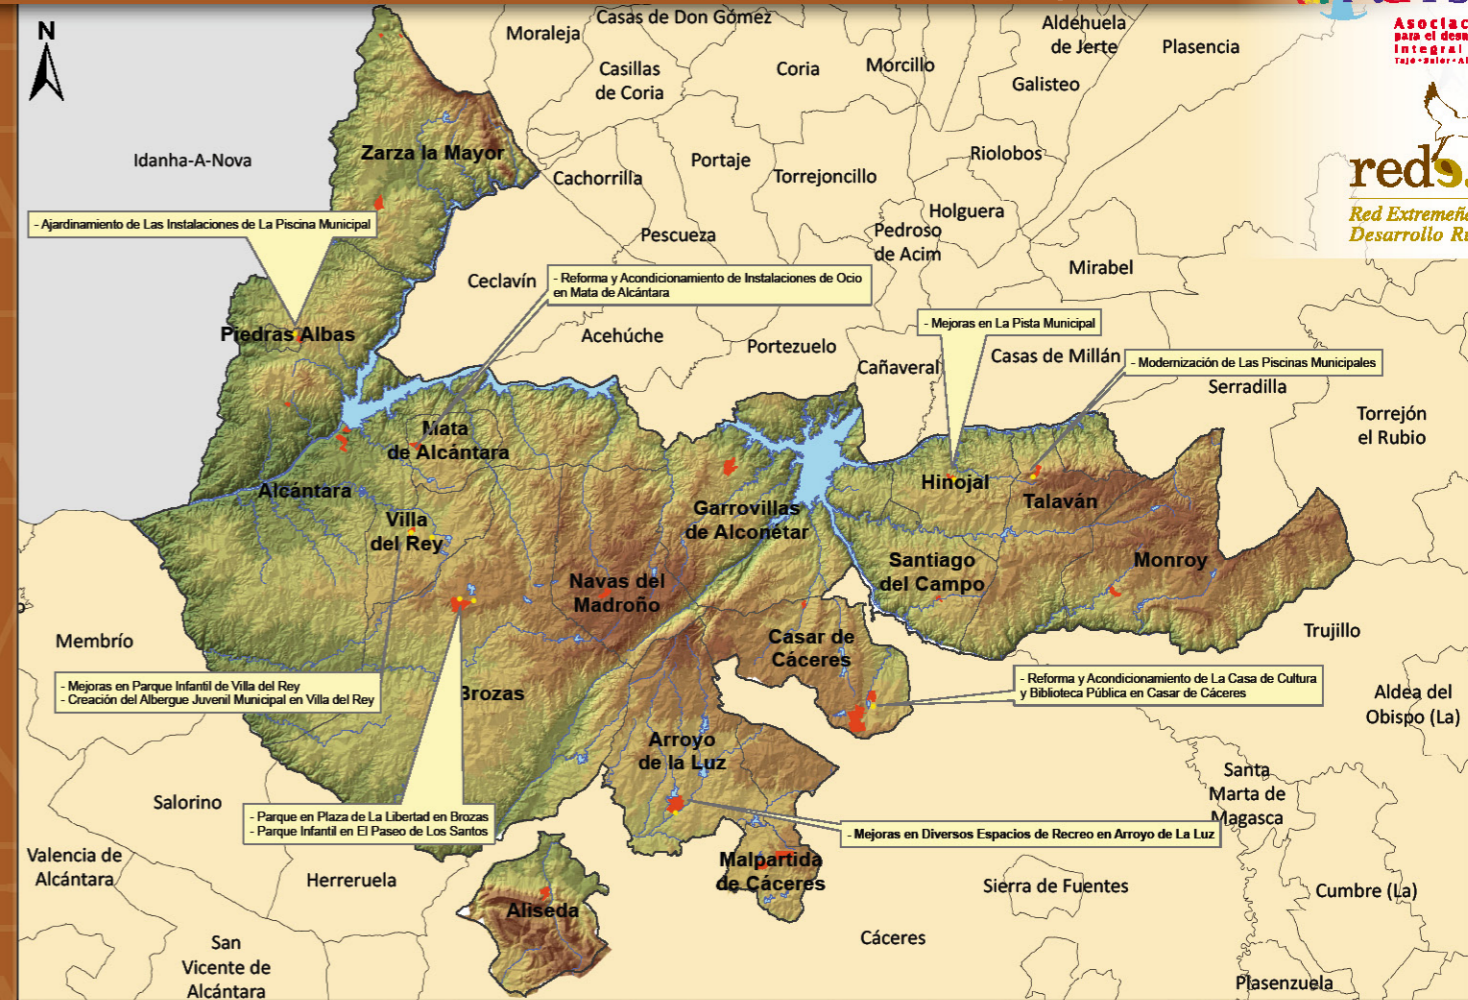 N
Moraleja
Casas de Don Gómez
Aldehuela
de Jerte
Plasencia
Asociac
para el desa
Integral
Casillas
de Coria
Coria
Morcillo
Galisteo
Idanha-A-Nova
Zarza la Mayor
Cachorrilla
Portaje
Torrejoncillo
Riolobos
red
Red Extremeña
Desarrollo Ru
- Ajardinamiento de Las Instalaciones de La Piscina Municipal
Pescueza
Holguera
Pedroso
de Acim
Mirabel
Ceclavín
- Reforma y Acondicionamiento de Instalaciones de Ocio
en Mata de Alcántara
Piedras Albas
Acehúche
Portezuelo
Cañaveral
- Mejoras en La Pista Municipal
Casas de Millán
- Modernización de Las Piscinas Municipales
Serradilla
Torrejón
el Rubio
Mata
de Alcántara
Alcántara
Villa
del Rey
Garrovillas
de Alconétar
Hinojal
Talaván
Navas del
Madroño
Santiago
del Campo
Monroy
Membrío
Casar de
Cáceres
Trujillo
- Mejoras en Parque Infantil de Villa del Rey
- Creación del Albergue Juvenil Municipal en Villa del Rey
Brozas
- Reforma y Acondicionamiento de La Casa de Cultura
y Biblioteca Pública en Casar de Cáceres
Aldea del
Obispo (La)
Arroyo
de la Luz
Salorino
- Parque en Plaza de La Libertad en Brozas
- Parque Infantil en El Paseo de Los Santos
- Mejoras en Diversos Espacios de Recreo en Arroyo de La Luz
Santa
Marta de
Magasca
Valencia de
Alcántara
Herreruela
Malpartida
de Cáceres
Sierra de Fuentes
Cumbre (La)
Aliseda
Cáceres
San
Vicente de
Alcántara
Plasenzuela